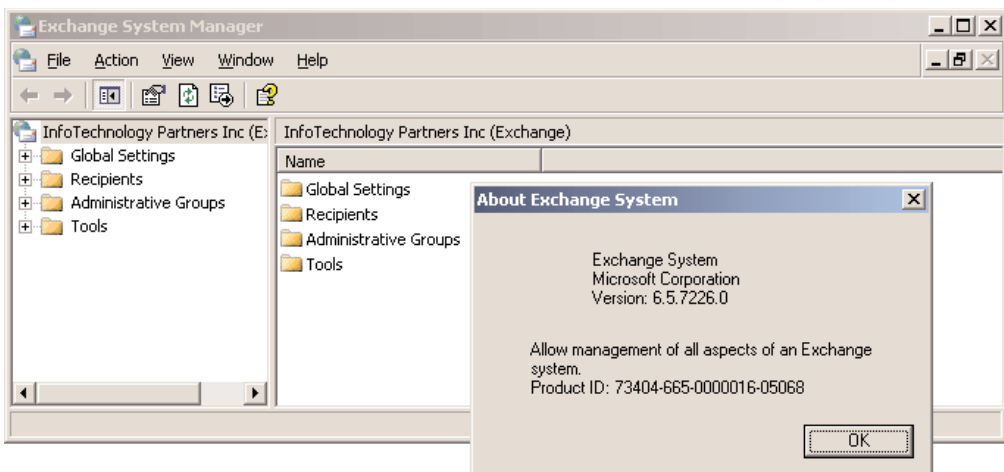 Exchange System Manager
File Action View Window Help
InfoTechnology Partners Inc (E
Global Settings
Recipients
Administrative Groups
Tools
InfoTechnology Partners Inc (Exchange)
Name
Global Settings
Recipients
Administrative Groups
Tools
About Exchange System
Exchange System
Microsoft Corporation
Version: 6.5.7226.0
Allow management of all aspects of an Exchange
system.
Product ID: 73404-665-0000016-05068
OK